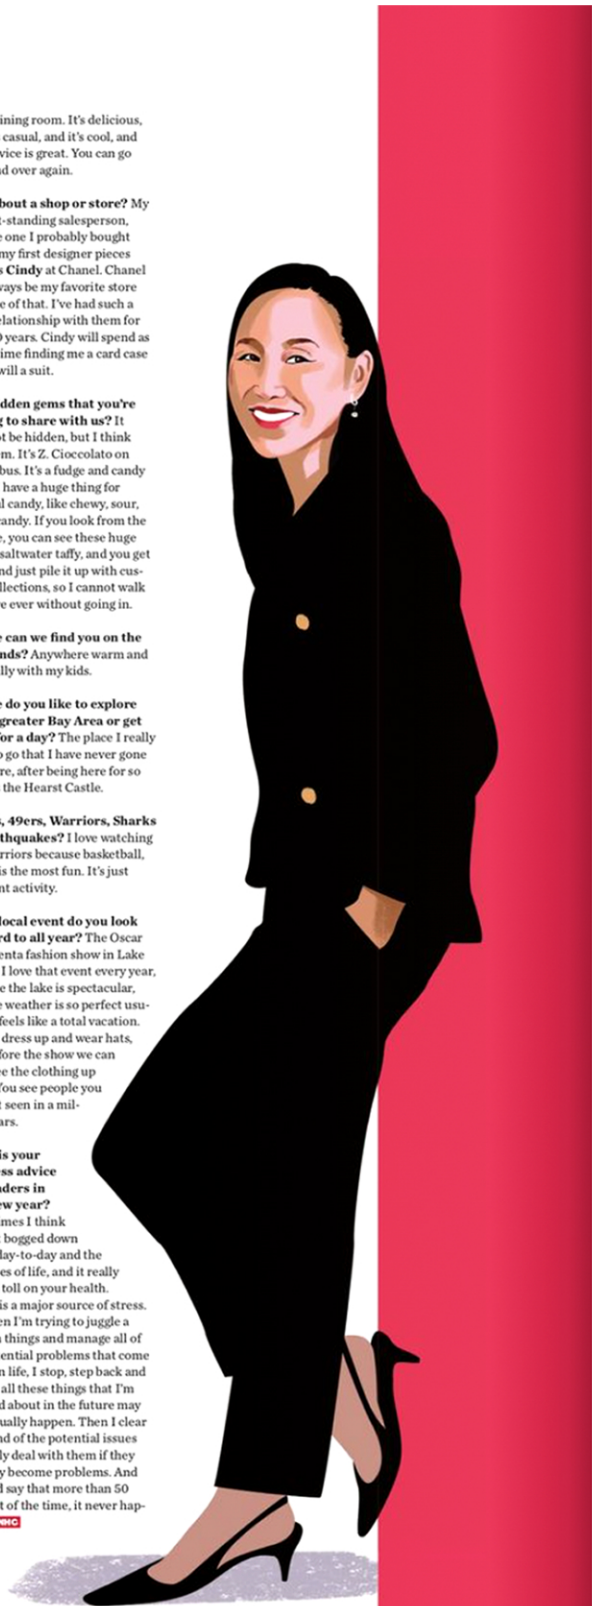 ining room. It's delicious,
casual, and it's cool, and
vice is great. You can go
d over again.
bout a shop or store? My
-standing salesperson,
e one I probably bought
my first designer pieces
s Cindy at Chanel. Chanel
ways be my favorite store
e of that. I've had such a
elationship with them for
0 years. Cindy will spend as
ime finding me a card case
will a suit.
dden gems that you're
g to share with us? It
ot be hidden, but I think
m. It's Z. Cioccolato on
bus. It's a fudge and candy
have a huge thing for
l candy, like chewy, sour,
candy. If you look from the
e, you can see these huge
saltwater taffy, and you get
nd just pile it up with cus-
llections, so I cannot walk
e ever without going in.
e can we find you on the
nds? Anywhere warm and
lly with my kids.
e do you like to explore
greater Bay Area or get
for a day? The place I really
o go that I have never gone
re, after being here for so
the Hearst Castle.
, 49ers, Warriors, Sharks
thquakes? I love watching
rriors because basketball,
is the most fun. It's just
nt activity.
local event do you look
rd to all year? The Oscar
enta fashion show in Lake
I love that event every year,
e the lake is spectacular,
e weather is so perfect usu-
feels like a total vacation.
dress up and wear hats,
fore the show we can
ee the clothing up
You see people you
t seen in a mil-
ars.
is your
ss advice
aders in
ew year?
mes I think
t bogged down
day-to-day and the
es of life, and it really
toll on your health.
is a major source of stress.
en I'm trying to juggle a
n things and manage all of
ential problems that come
n life, I stop, step back and
all these things that I'm
d about in the future may
ually happen. Then I clear
nd of the potential issues
ly deal with them if they
y become problems. And
d say that more than 50
t of the time, it never hap-